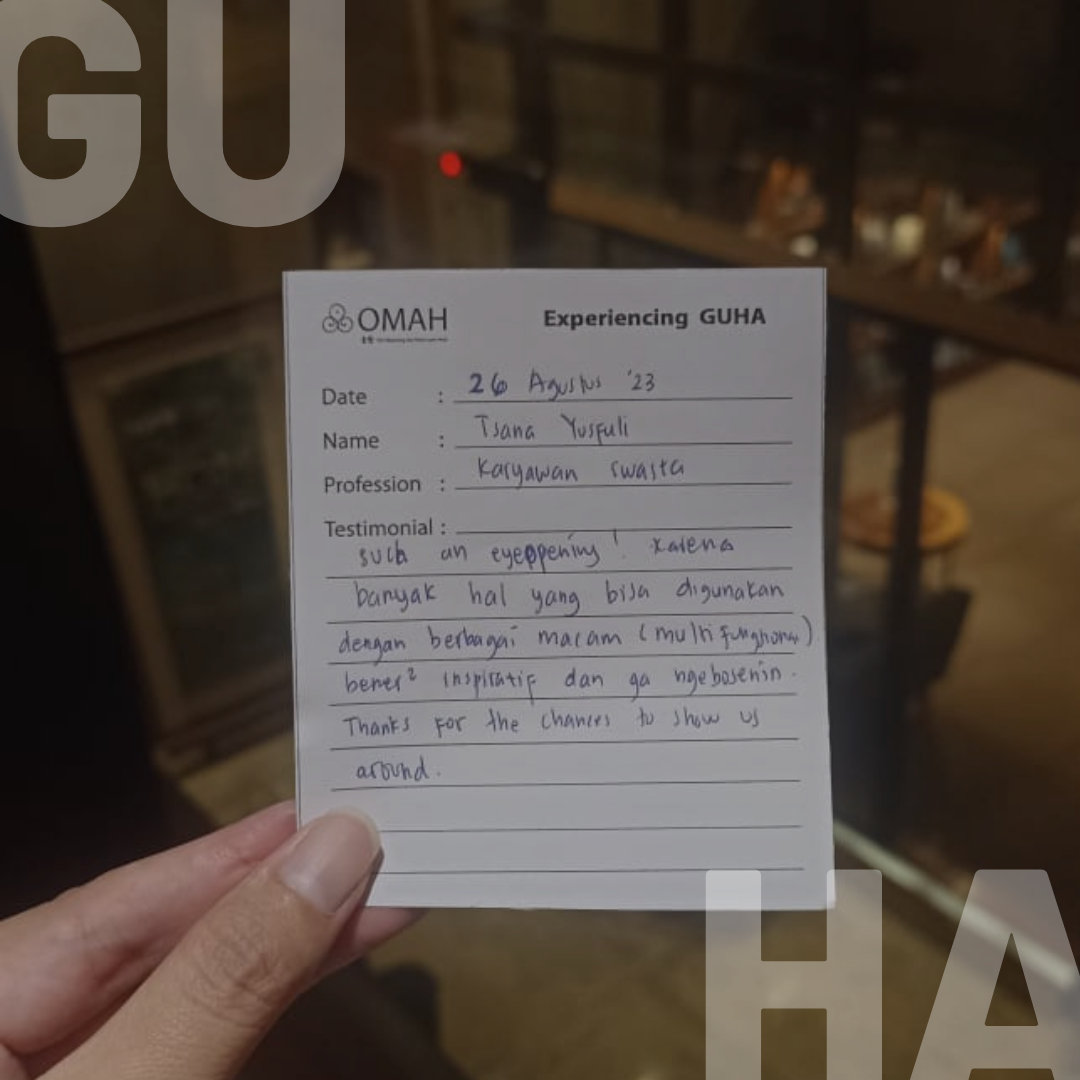 GU
OMAH
Experiencing GUHA
Date : 26 Agustus '23
Name : Tsana Yusfuli
Profession : Karyawan swasta
Testimonial :
such an eyeopening! karena
banyak hal yang bisa digunakan
dengan berbagai macam (multi
bener² inspiratif dan ga ngebosenin.
Thanks for the chances to show us
around.
HA